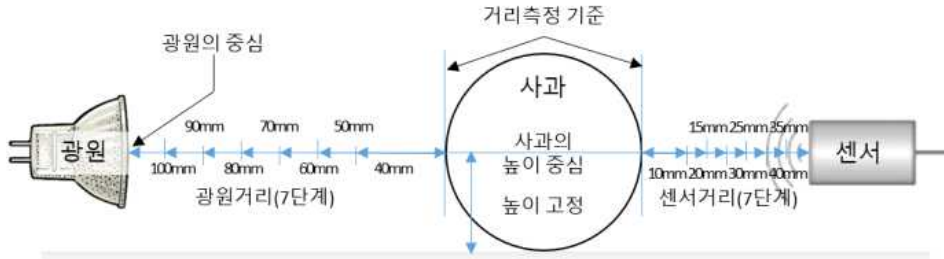 거리측정 기준
광원의 중심
사과
90mm 70mm 50mm
15mm 25mm 35mm
광원
사과의
높이 중심
센서
100mm 80mm 60mm 40mm
10mm 20mm 30mm 40mm
광원거리(7단계)
센서거리(7단계)
높이 고정